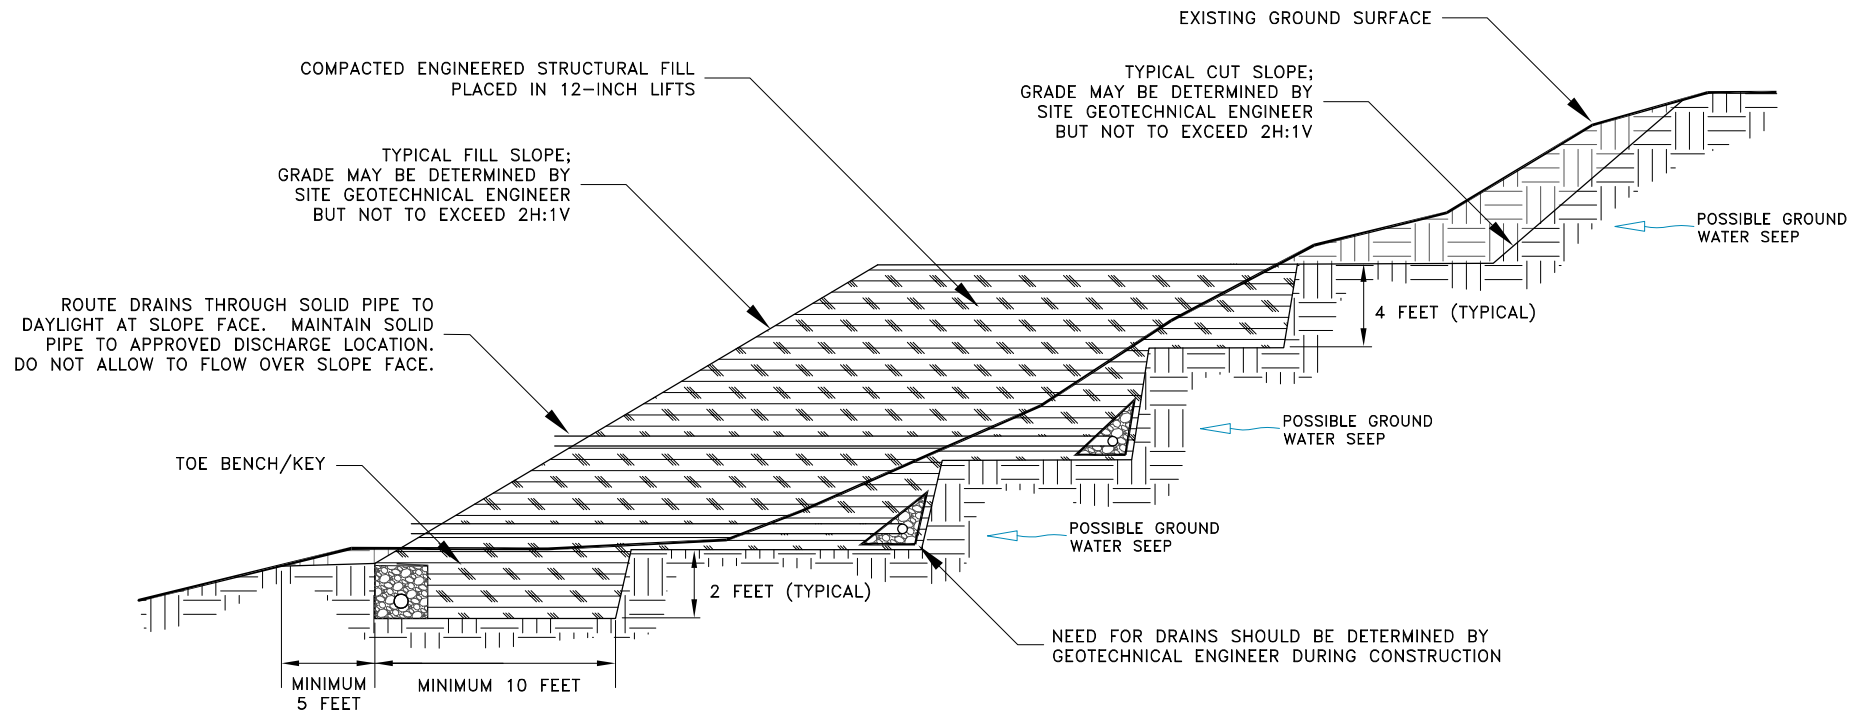 EXISTING GROUND SURFACE
COMPACTED ENGINEERED STRUCTURAL FILL
PLACED IN 12-INCH LIFTS
TYPICAL CUT SLOPE;
GRADE MAY BE DETERMINED BY
SITE GEOTECHNICAL ENGINEER
BUT NOT TO EXCEED 2H:1V
TYPICAL FILL SLOPE;
GRADE MAY BE DETERMINED BY
SITE GEOTECHNICAL ENGINEER
BUT NOT TO EXCEED 2H:1V
POSSIBLE GROUND
WATER SEEP
ROUTE DRAINS THROUGH SOLID PIPE TO
DAYLIGHT AT SLOPE FACE. MAINTAIN SOLID
PIPE TO APPROVED DISCHARGE LOCATION.
DO NOT ALLOW TO FLOW OVER SLOPE FACE.
4 FEET (TYPICAL)
POSSIBLE GROUND
WATER SEEP
TOE BENCH/KEY
POSSIBLE GROUND
WATER SEEP
2 FEET (TYPICAL)
NEED FOR DRAINS SHOULD BE DETERMINED BY
GEOTECHNICAL ENGINEER DURING CONSTRUCTION
MINIMUM
5 FEET
MINIMUM 10 FEET